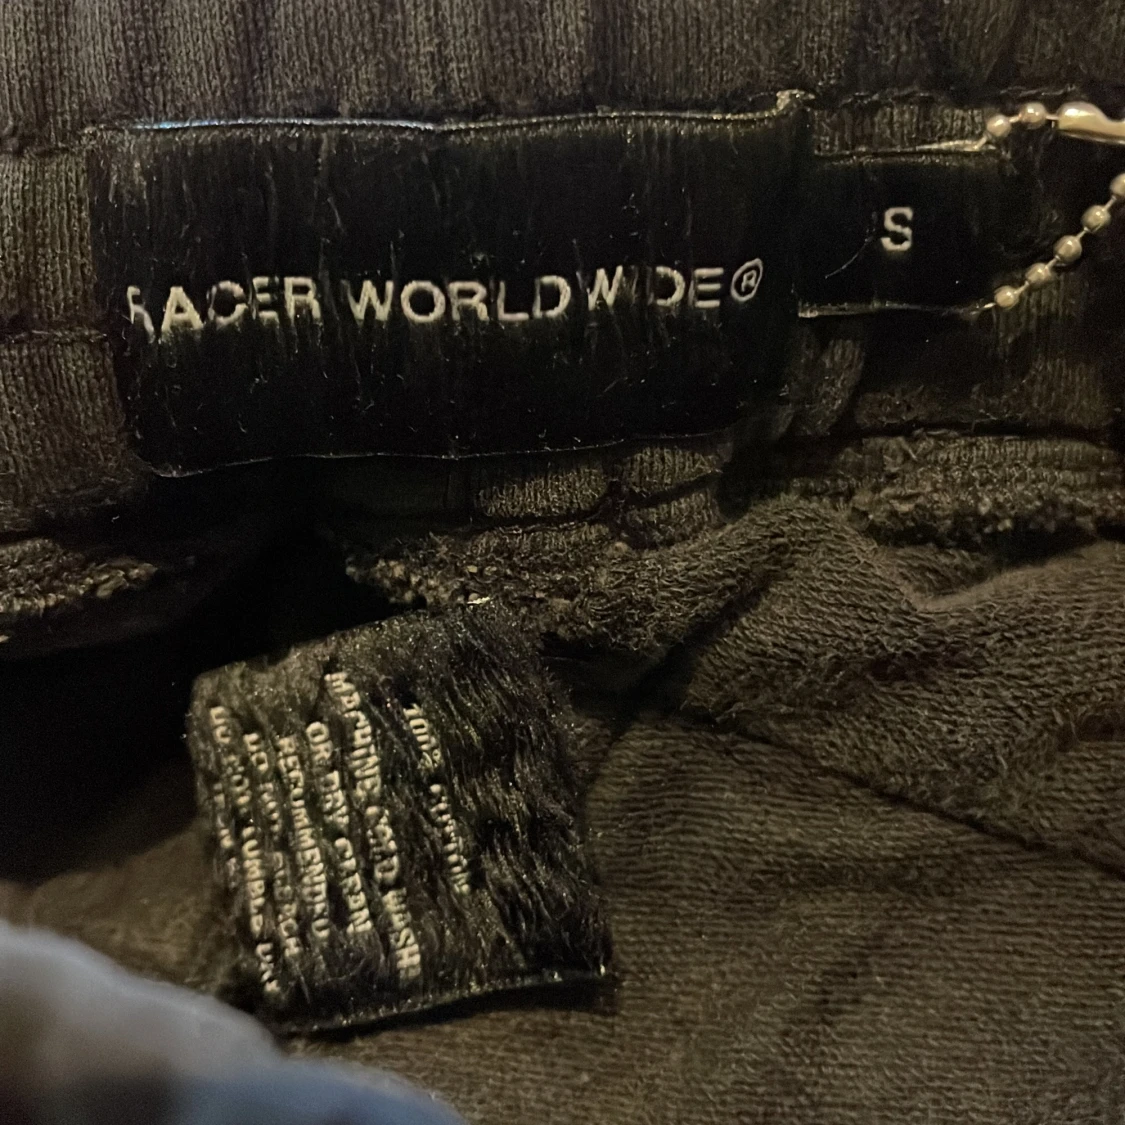 RACER WORLDWIDE®
S
100% COTTON
MACHINE COLD WASH
OR DRY CLEAN
RECOMMENDED
DO NOT BLEACH
DO NOT TUMBLE DRY